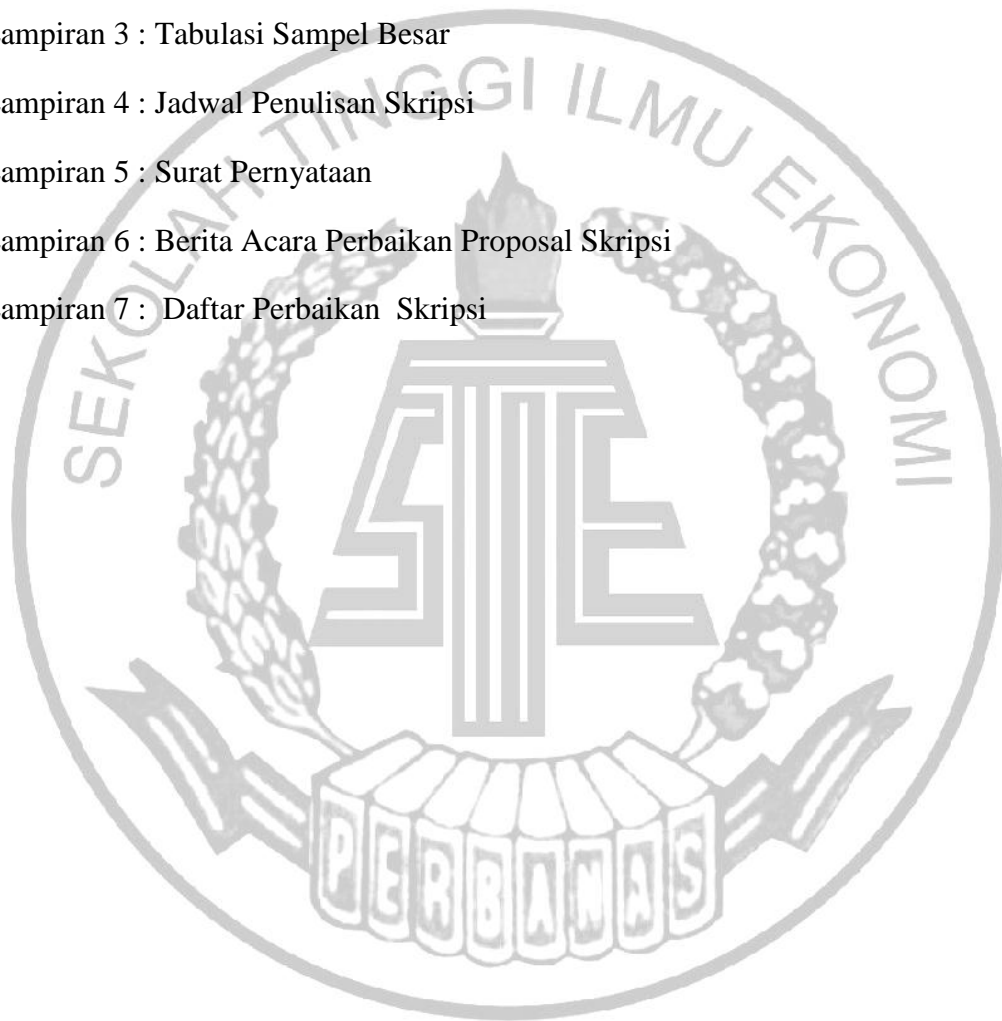 ampiran 3 : Tabulasi Sampel Besar
ampiran 4 : Jadwal Penulisan Skripsi
ampiran 5 : Surat Pernyataan
ampiran 6 : Berita Acara Perbaikan Proposal Skripsi
ampiran 7 :  Daftar Perbaikan  Skripsi
SEKOLAH TINGGI ILMU EKONOMI
STIE
PERBANAS